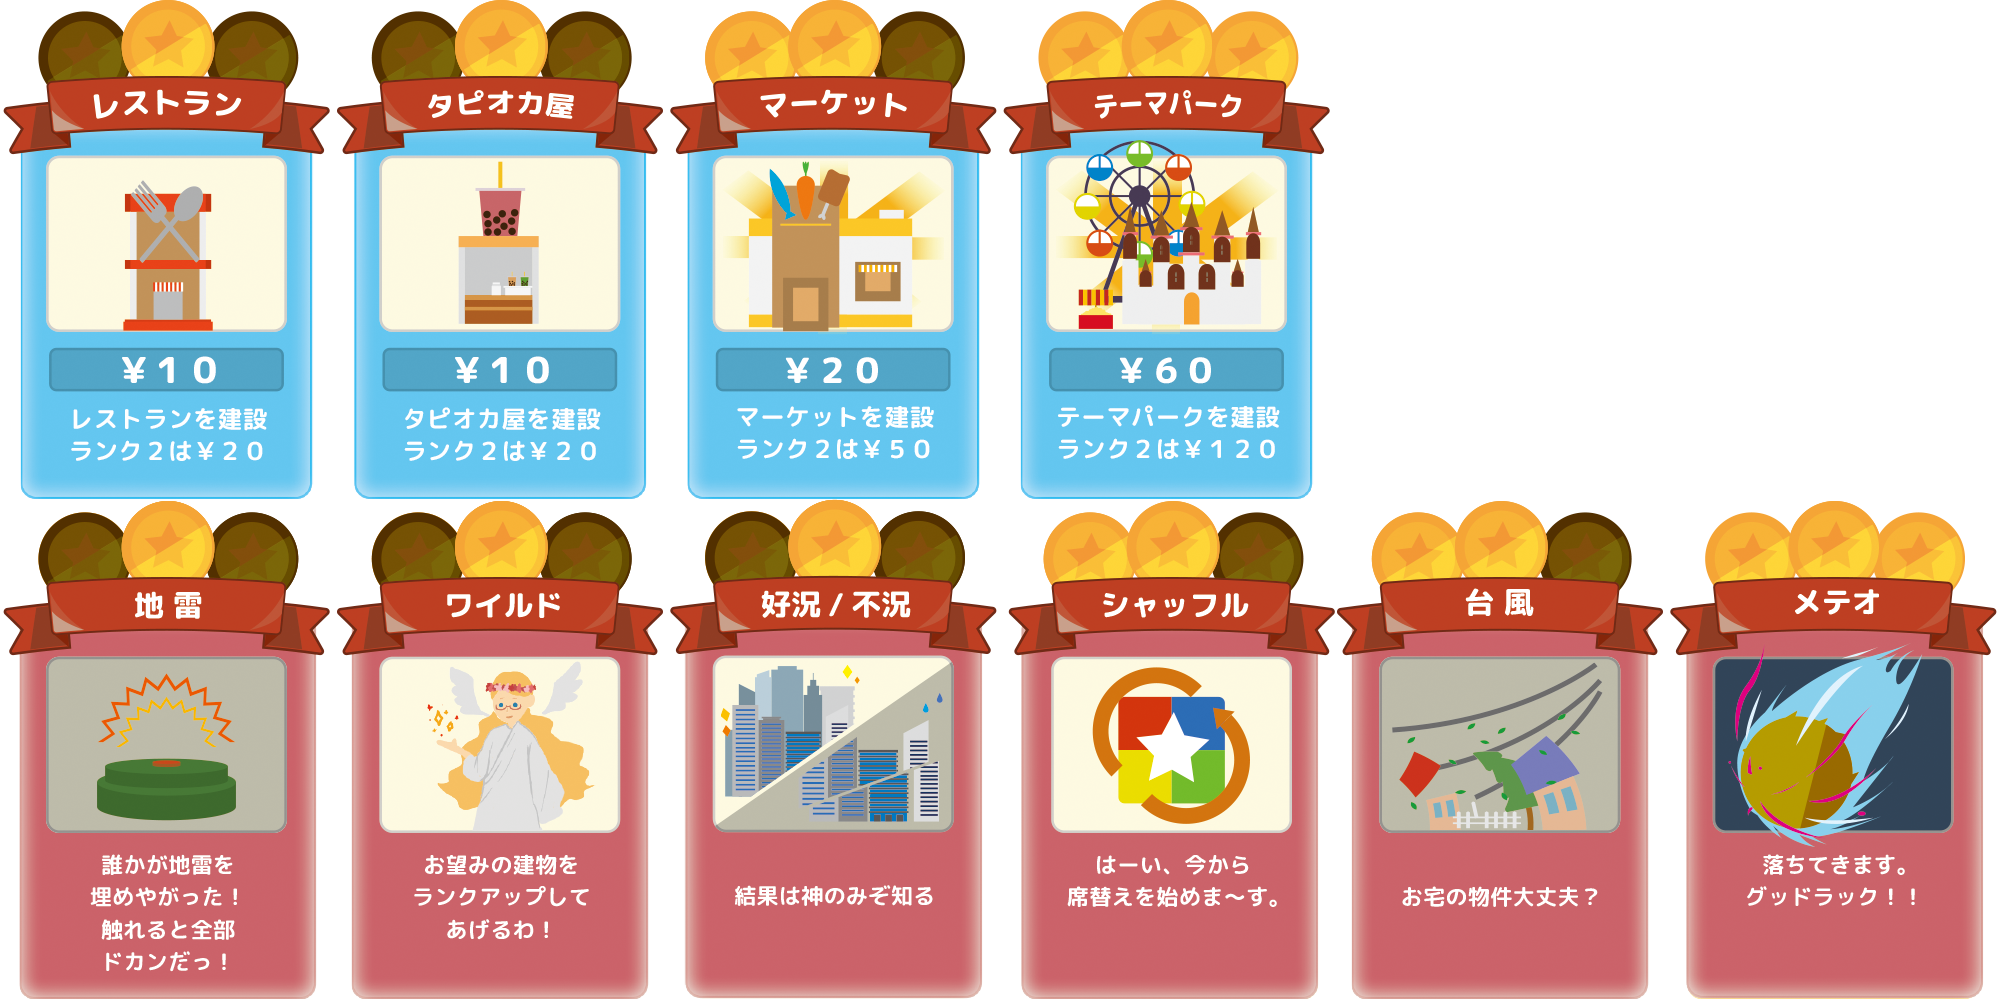 レストラン
¥10
レストランを建設
ランク2は¥20
タピオカ屋
¥10
タピオカ屋を建設
ランク2は¥20
マーケット
¥20
マーケットを建設
ランク2は¥50
テーマパーク
¥60
テーマパークを建設
ランク2は¥120
地雷
誰かが地雷を
埋めやがった！
触れると全部
ドカンだっ！
ワイルド
お望みの建物を
ランクアップして
あげるわ！
好況/不況
結果は神のみぞ知る
シャッフル
はーい、今から
席替えを始めま〜す。
台風
お宅の物件大丈夫？
メテオ
落ちてきます。
グッドラック！！